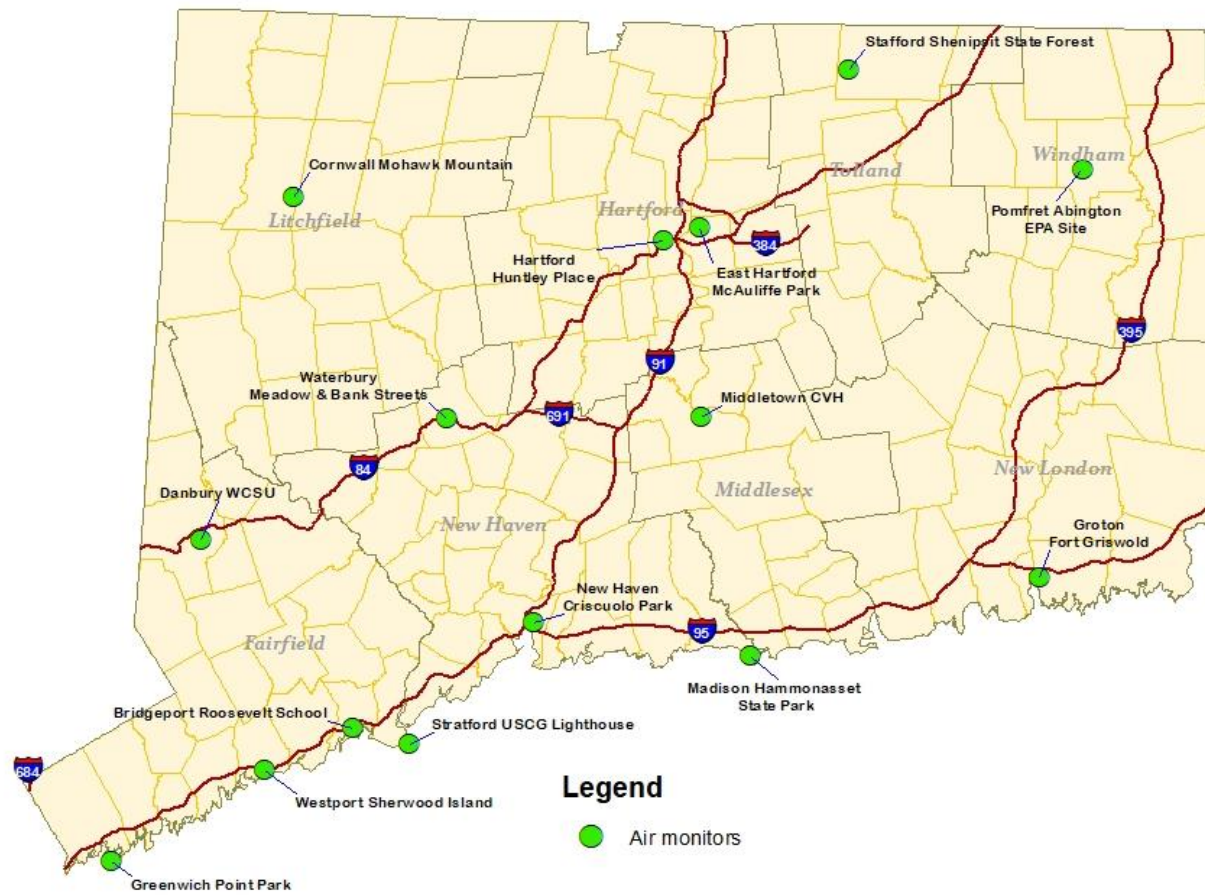 Stafford Shenipsit State Forest
Cornwall Mohawk Mountain
Litchfield
Hartford
Tolland
Windham
Pomfret Abington
EPA Site
Hartford
Huntley Place
384
East Hartford
McAuliffe Park
395
91
Waterbury
Meadow & Bank Streets
691
Middletown CVH
84
Danbury WCSU
New Haven
Middlesex
New London
Groton
Fort Griswold
New Haven
Criscuolo Park
95
Fairfield
Madison Hammonasset
State Park
Bridgeport Roosevelt School
Stratford USCG Lighthouse
684
Westport Sherwood Island
Greenwich Point Park
Legend
Air monitors